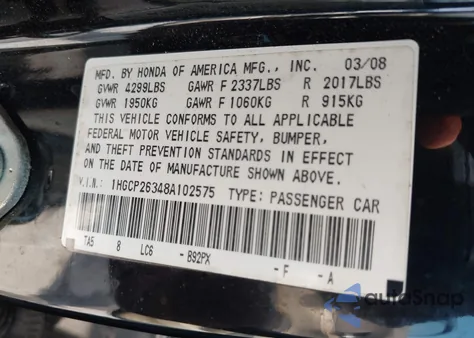 MFD. BY HONDA OF AMERICA MFG., INC. 03/08
GVWR 4299LBS GAWR F 2337LBS R 2017LBS
GVWR 1950KG GAWR F 1060KG R 915KG
THIS VEHICLE CONFORMS TO ALL APPLICABLE
FEDERAL MOTOR VEHICLE SAFETY, BUMPER,
AND THEFT PREVENTION STANDARDS IN EFFECT
ON THE DATE OF MANUFACTURE SHOWN ABOVE.
V.I.N.: 1HGCP26348A102575 TYPE: PASSENGER CAR
TA5 8 LC6 - B92PX - F - A
autoSnap